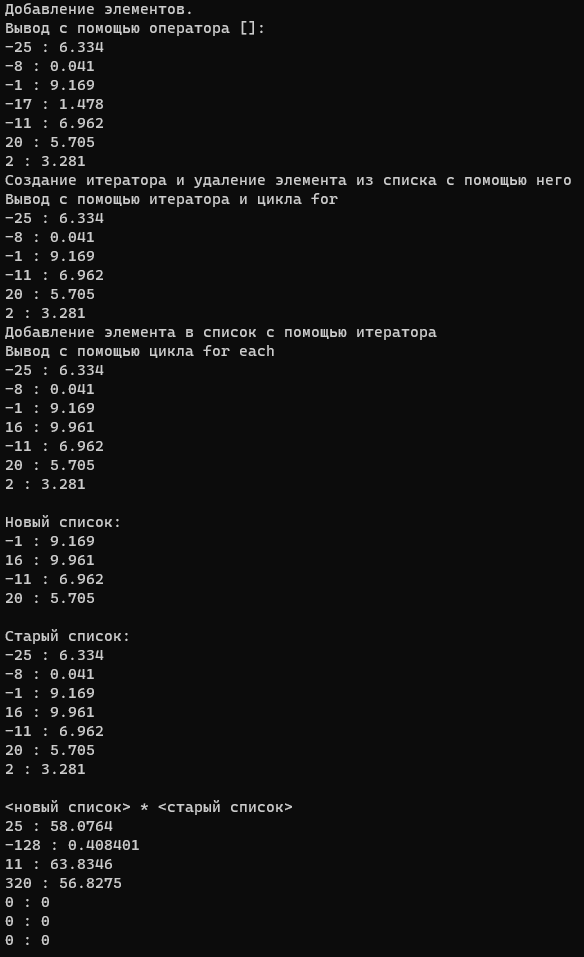 Добавление элементов.
Вывод с помощью оператора []:
-25 : 6.334
-8 : 0.041
-1 : 9.169
-17 : 1.478
-11 : 6.962
20 : 5.705
2 : 3.281
Создание итератора и удаление элемента из списка с помощью него
Вывод с помощью итератора и цикла for
-25 : 6.334
-8 : 0.041
-1 : 9.169
-11 : 6.962
20 : 5.705
2 : 3.281
Добавление элемента в список с помощью итератора
Вывод с помощью цикла for each
-25 : 6.334
-8 : 0.041
-1 : 9.169
16 : 9.961
-11 : 6.962
20 : 5.705
2 : 3.281

Новый список:
-1 : 9.169
16 : 9.961
-11 : 6.962
20 : 5.705

Старый список:
-25 : 6.334
-8 : 0.041
-1 : 9.169
16 : 9.961
-11 : 6.962
20 : 5.705
2 : 3.281

<новый список> * <старый список>
25 : 58.0764
-128 : 0.408401
11 : 63.8346
320 : 56.8275
0 : 0
0 : 0
0 : 0